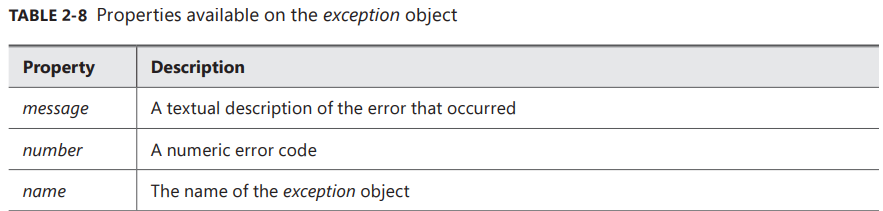 TABLE 2-8 Properties available on the exception object
Property Description
message A textual description of the error that occurred
number A numeric error code
name The name of the exception object